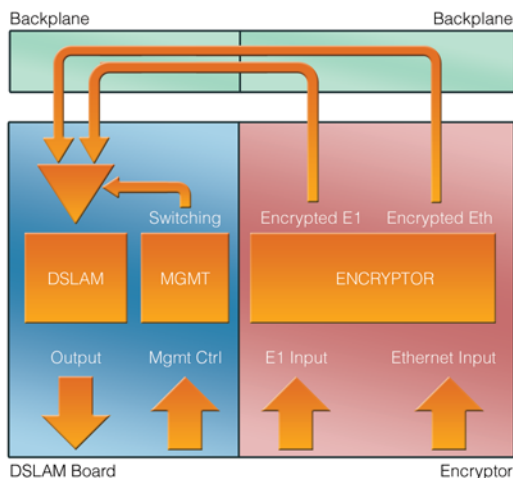 Backplane
Backplane
Switching
Encrypted E1
Encrypted Eth
DSLAM
MGMT
ENCRYPTOR
Output
Mgmt Ctrl
E1 Input
Ethernet Input
DSLAM Board
Encryptor